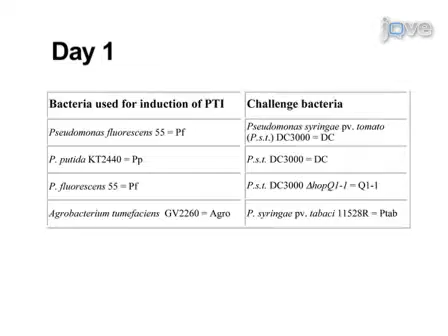 jove
Day 1
Bacteria used for induction of PTI
Challenge bacteria
Pseudomonas fluorescens 55 = Pf
Pseudomonas syringae pv. tomato
(P.s.t.) DC3000 = DC
P. putida KT2440 = Pp
P.s.t. DC3000 = DC
P. fluorescens 55 = Pf
P.s.t. DC3000 ΔhopQ1-1 = Q1-1
Agrobacterium tumefaciens GV2260 = Agro
P. syringae pv. tabaci 11528R = Ptab